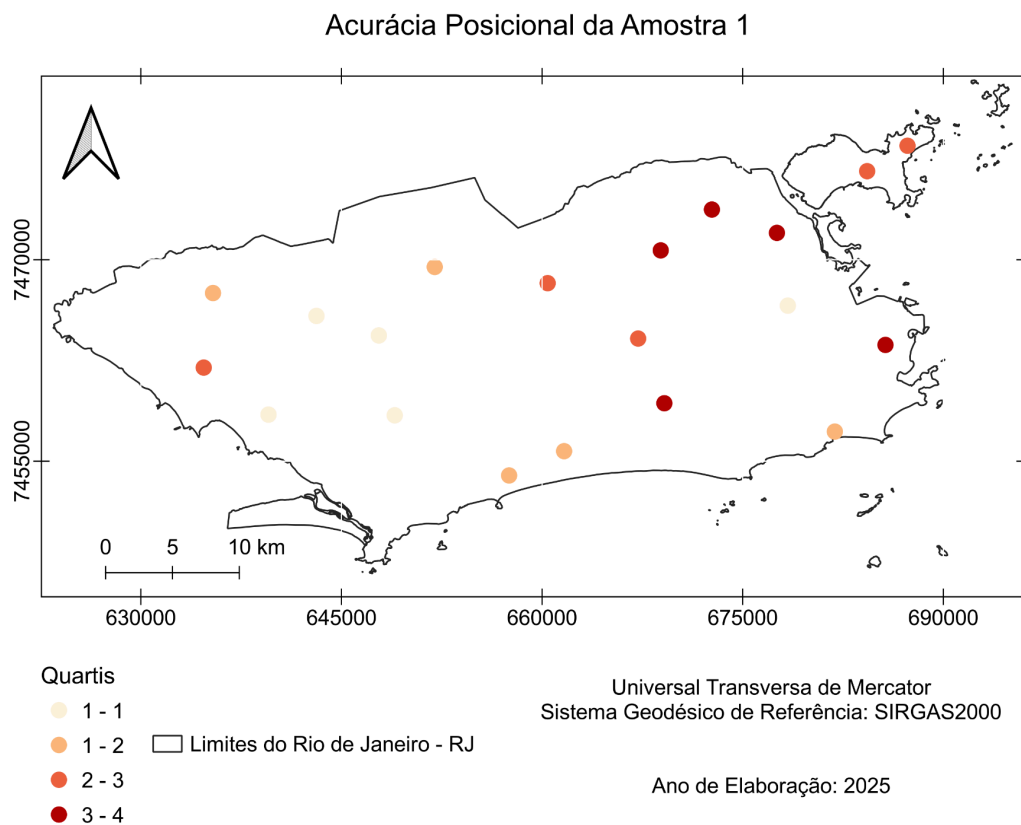 Acurácia Posicional da Amostra 1
7470000
7455000
0 5 10 km
630000 645000 660000 675000 690000
Quartis
1 - 1
1 - 2
2 - 3
3 - 4
Limites do Rio de Janeiro - RJ
Universal Transversa de Mercator
Sistema Geodésico de Referência: SIRGAS2000
Ano de Elaboração: 2025